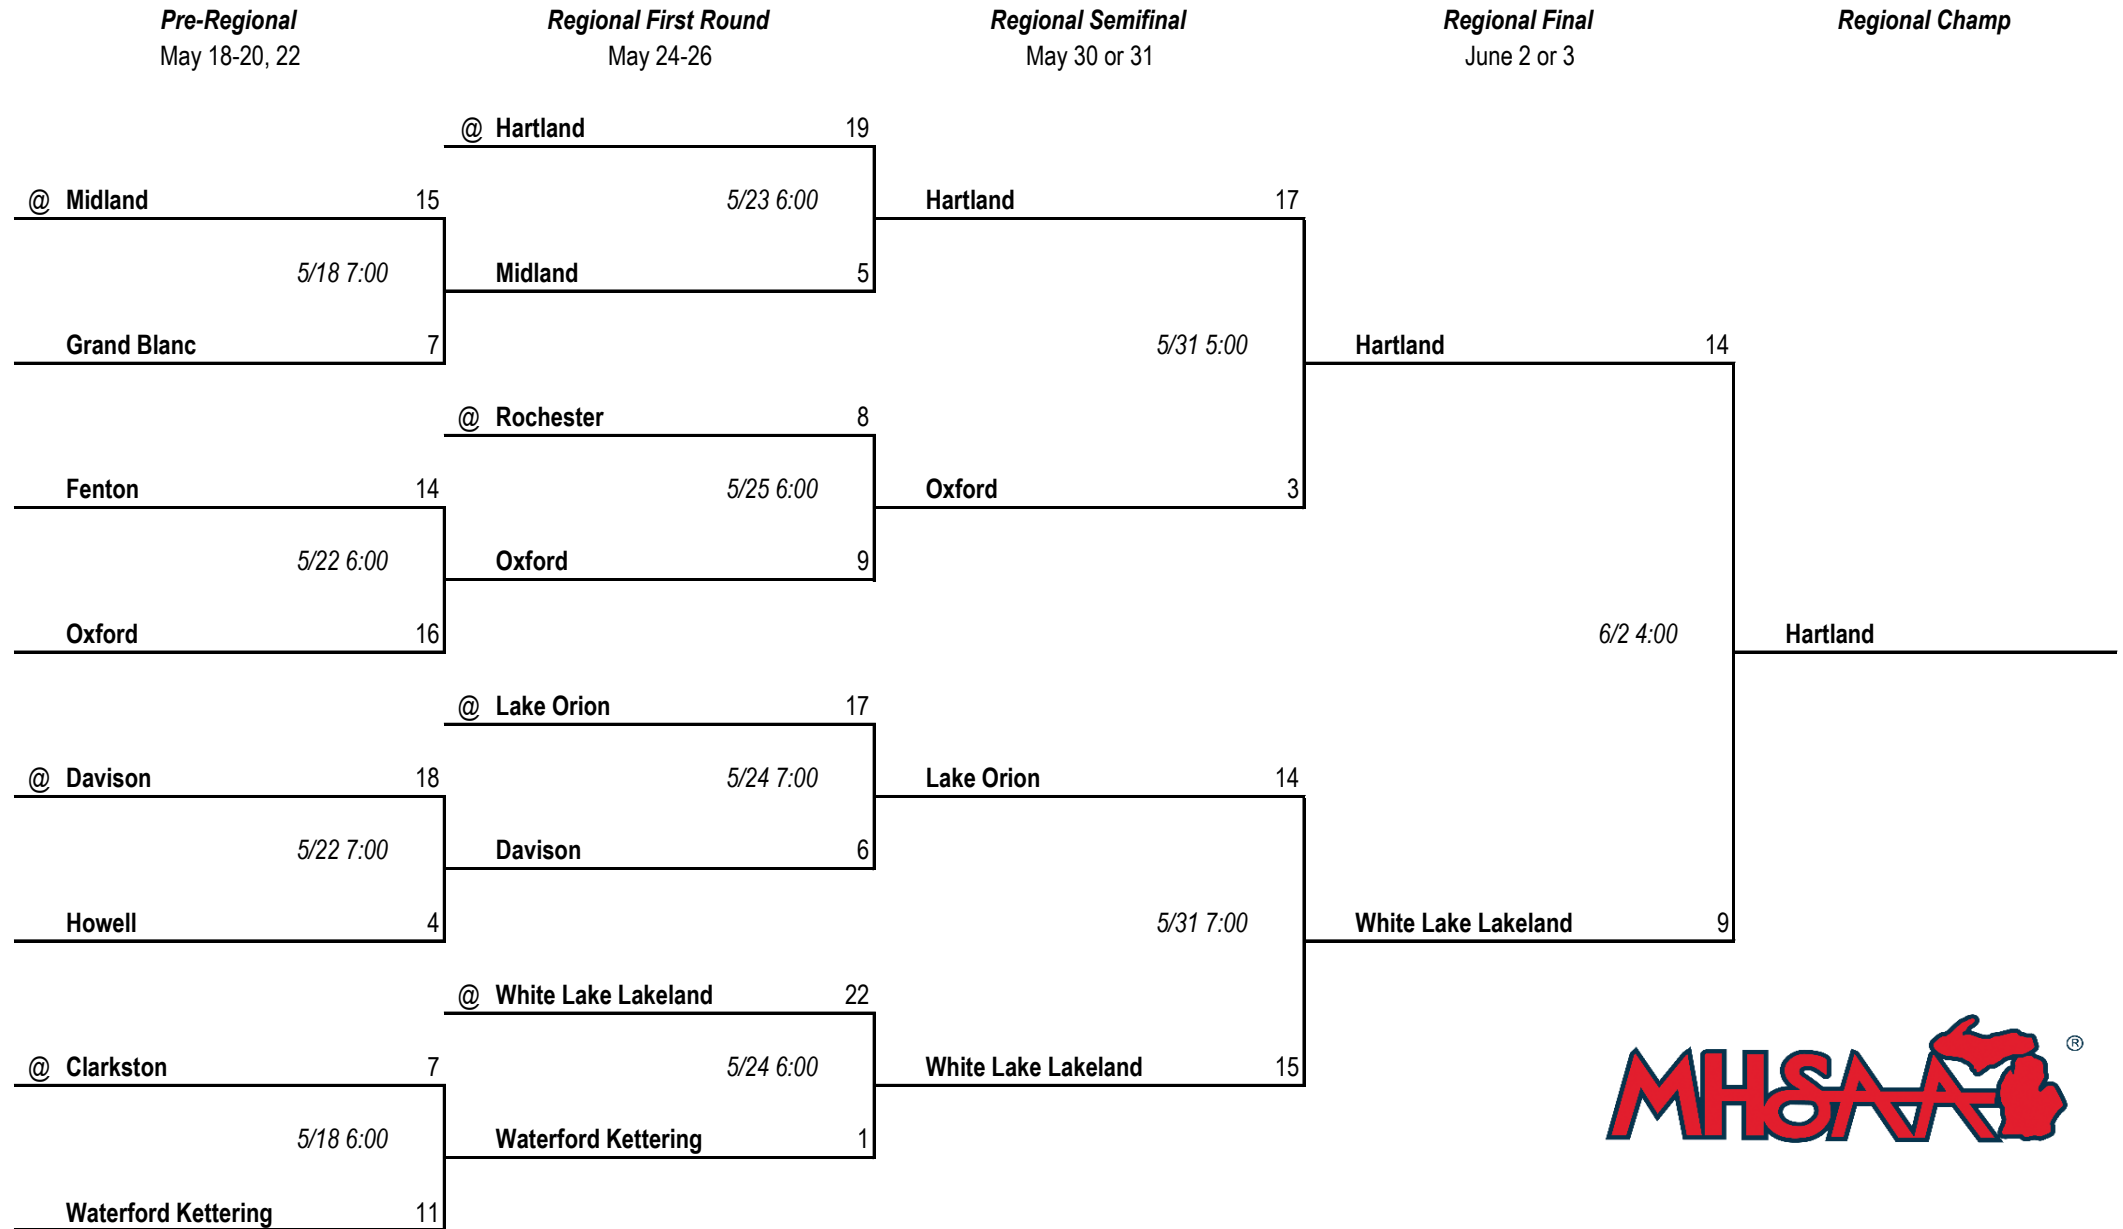 Pre-Regional
May 18-20, 22
Regional First Round
May 24-26
Regional Semifinal
May 30 or 31
Regional Final
June 2 or 3
Regional Champ
@ Hartland 19
@ Midland 15
5/23 6:00
Hartland 17
5/18 7:00
Midland 5
Grand Blanc 7
5/31 5:00
Hartland 14
@ Rochester 8
Fenton 14
5/25 6:00
Oxford 3
5/22 6:00
Oxford 9
Oxford 16
6/2 4:00
Hartland
@ Lake Orion 17
@ Davison 18
5/24 7:00
Lake Orion 14
5/22 7:00
Davison 6
Howell 4
5/31 7:00
White Lake Lakeland 9
@ White Lake Lakeland 22
@ Clarkston 7
5/24 6:00
White Lake Lakeland 15
5/18 6:00
Waterford Kettering 1
Waterford Kettering 11
MHSAA ®